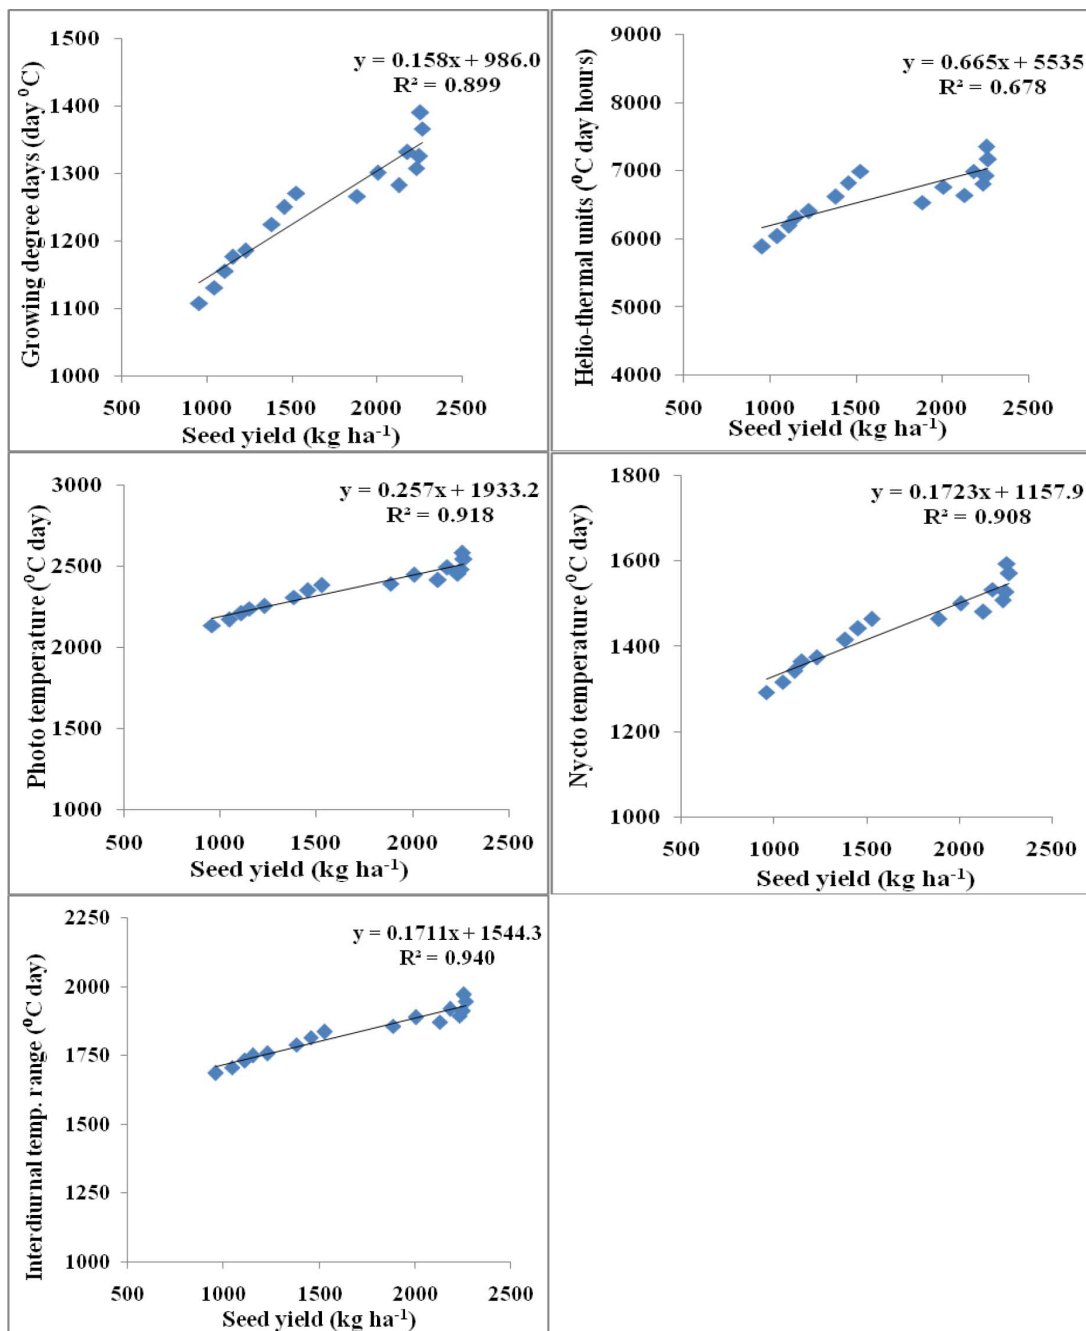 1500
1400
1300
1200
1100
1000
500 1000 1500 2000 2500
Growing degree days (day ⁰C)
Seed yield (kg ha⁻¹)
y = 0.158x + 986.0
R² = 0.899
9000
8000
7000
6000
5000
4000
500 1000 1500 2000 2500
Helio-thermal units (⁰C day hours)
Seed yield (kg ha⁻¹)
y = 0.665x + 5535
R² = 0.678
3000
2500
2000
1500
1000
500 1000 1500 2000 2500
Photo temperature (⁰C day)
Seed yield (kg ha⁻¹)
y = 0.257x + 1933.2
R² = 0.918
1800
1600
1400
1200
1000
500 1000 1500 2000 2500
Nycto temperature (⁰C day)
Seed yield (kg ha⁻¹)
y = 0.1723x + 1157.9
R² = 0.908
2250
2000
1750
1500
1250
1000
500 1000 1500 2000 2500
Interdiurnal temp. range (⁰C day)
Seed yield (kg ha⁻¹)
y = 0.1711x + 1544.3
R² = 0.940